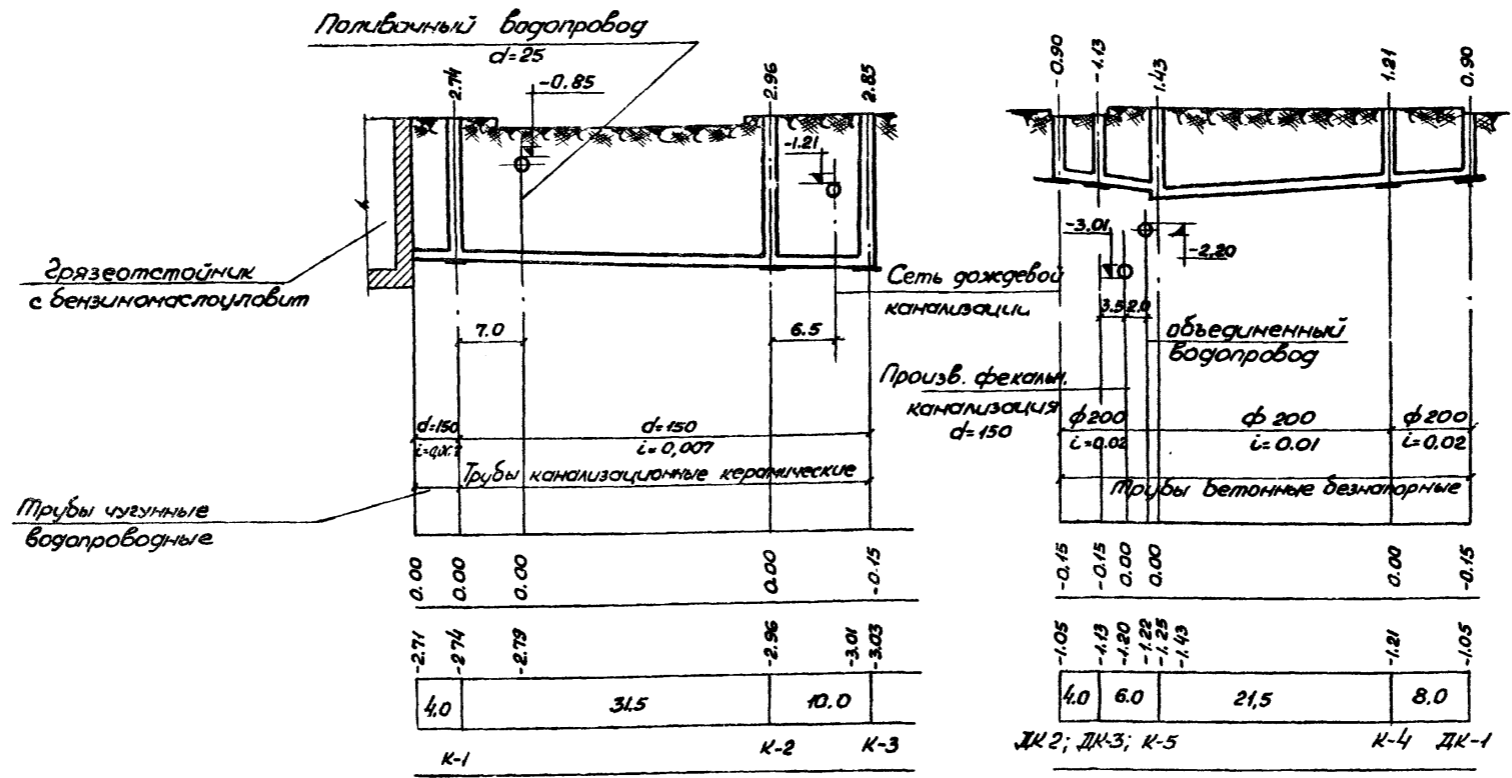 Поливочный водопровод
d=25
2.74
-0.85
2.96
2.85
-1.21
Грязеотстойник
с бензиномаслоуловит
7.0
6.5
d=150
d=150
i=0,007
Трубы канализационные керамические
Трубы чугунные
водопроводные
0.00
0.00
0.00
0.00
-0.15
-2.71
-2.74
-2.79
-2.96
-3.01
-3.03
4.0
31.5
10.0
К-1
К-2
К-3
-0.90
-1.13
1.43
1.21
0.90
-3.01
-2,20
Сеть дождевой
канализации
3.5
2.0
объединенный
водопровод
Произв. фекальн.
канализация
d=150
ф200
ф 200
ф200
i=0.02
i=0.01
i=0.02
Трубы бетонные безнапорные
-0,15
-0.15
0.00
0.00
0.00
-0.15
-1.05
-1.13
-1.20
-1.22
-1.25
-1.43
-1.21
-1.05
4.0
6.0
21,5
8.0
ДК2; ДК-3; К-5
К-4
ДК-1